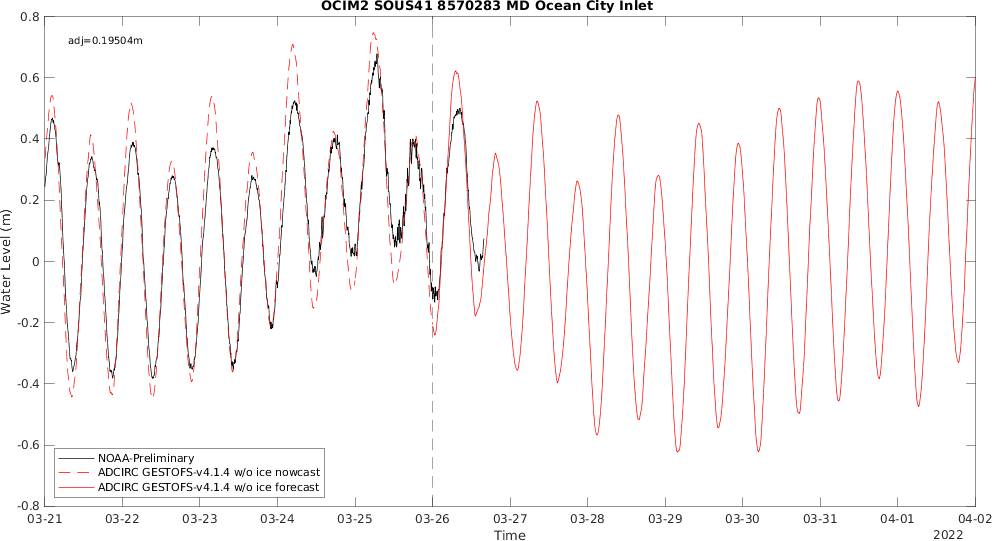 OCIM2 SOUS41 8570283 MD Ocean City Inlet
adj=0.19504m
0.8
0.6
0.4
0.2
0
-0.2
-0.4
-0.6
-0.8
Water Level (m)
NOAA-Preliminary
ADCIRC GESTOFS-v4.1.4 w/o ice nowcast
ADCIRC GESTOFS-v4.1.4 w/o ice forecast
03-21 03-22 03-23 03-24 03-25 03-26 03-27 03-28 03-29 03-30 03-31 04-01 04-02
Time
2022